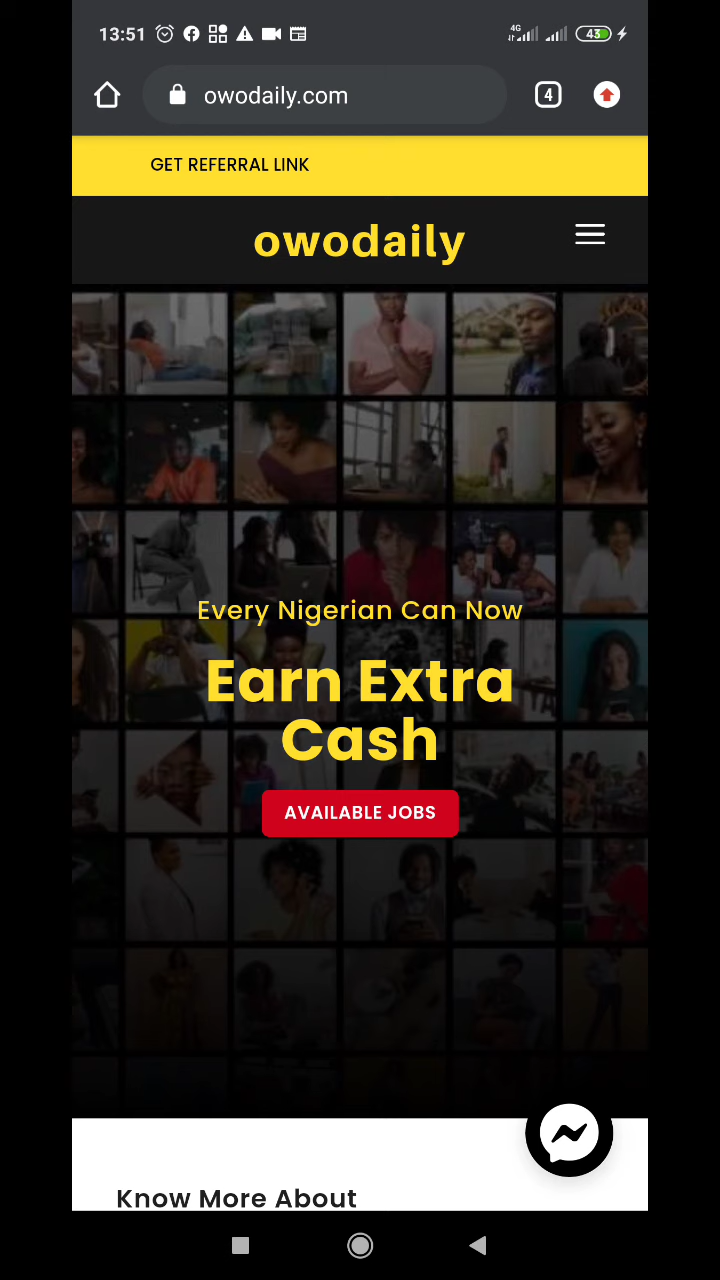 13:51
4G
43
owodaily.com
4
GET REFERRAL LINK
owodaily
Every Nigerian Can Now
Earn Extra
Cash
AVAILABLE JOBS
Know More About